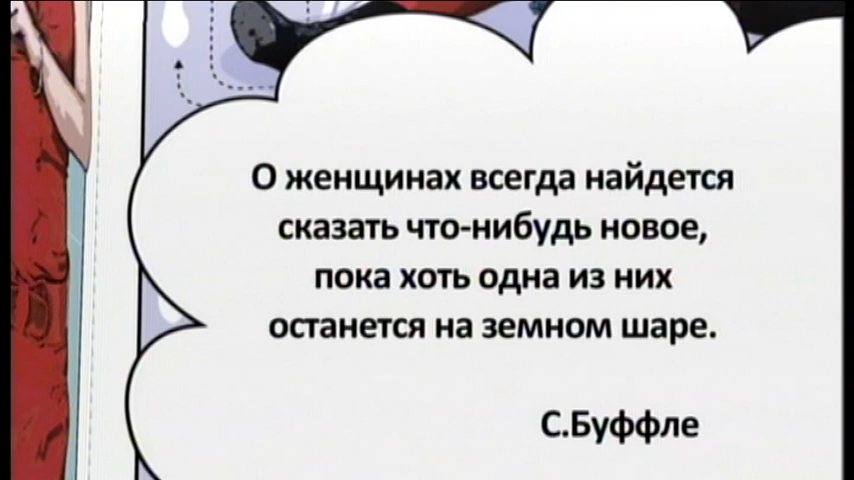 О женщинах всегда найдется
сказать что-нибудь новое,
пока хоть одна из них
останется на земном шаре.
С.Буффле